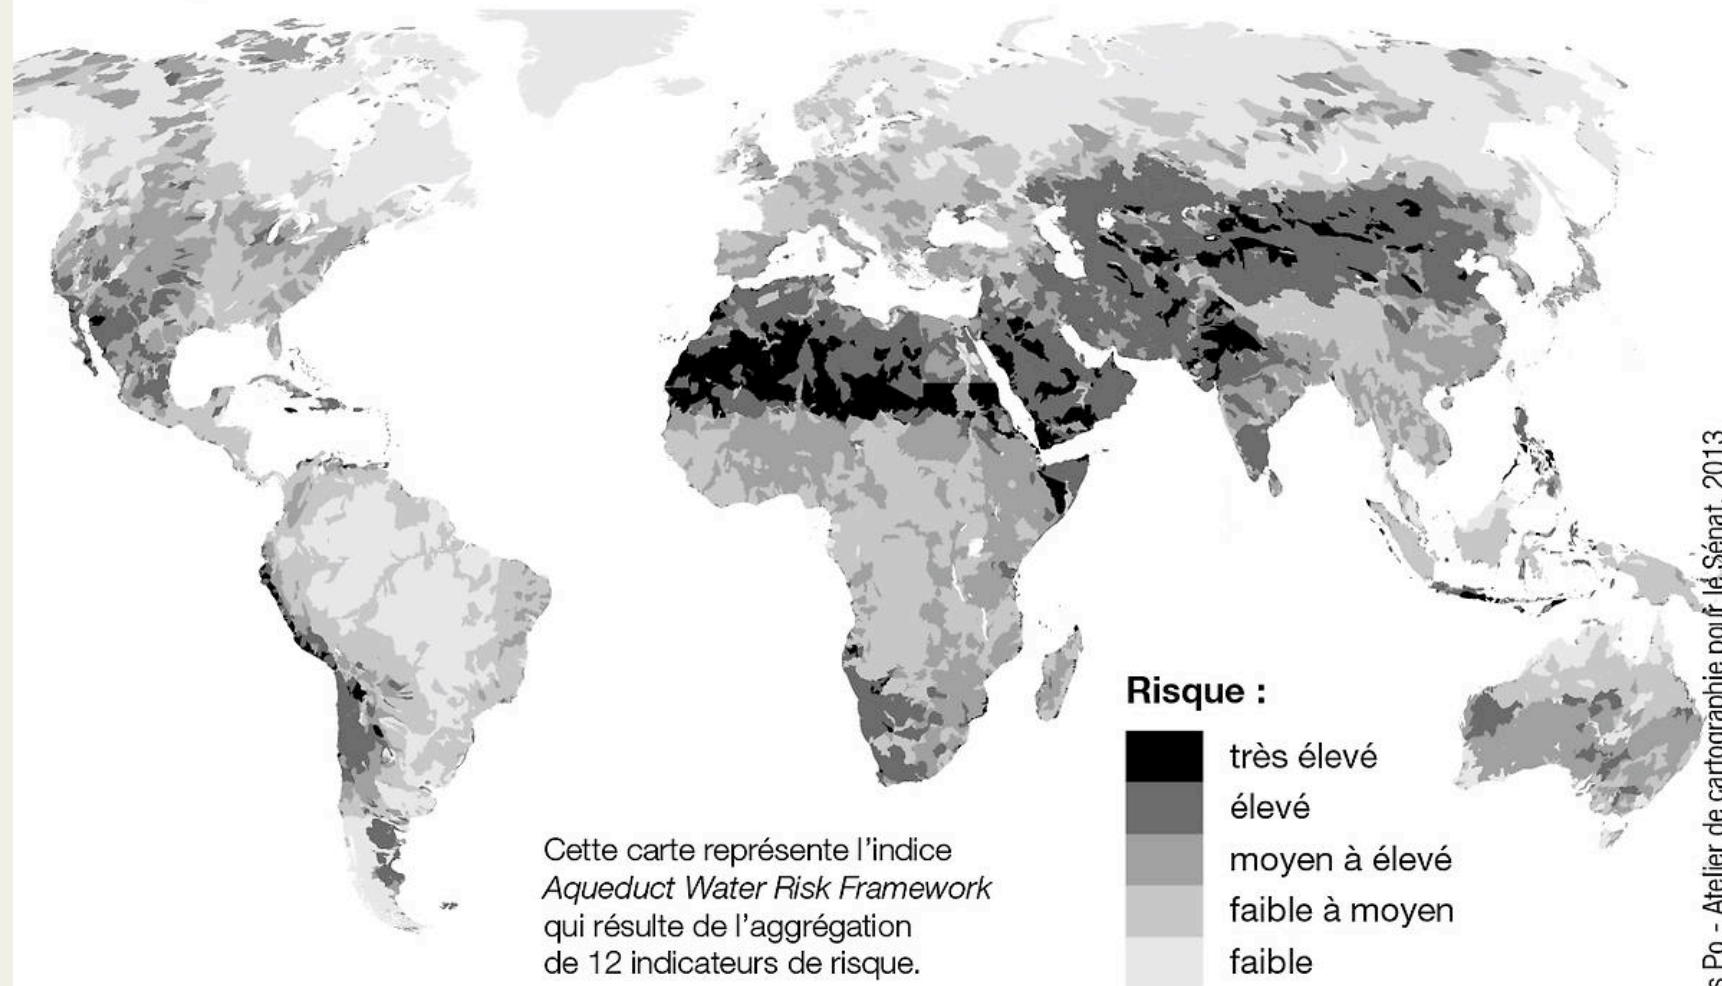 Risque :
très élevé
élevé
moyen à élevé
faible à moyen
faible
Cette carte représente l'indice
Aqueduct Water Risk Framework
qui résulte de l'aggrégation
de 12 indicateurs de risque.
Po - Atelier de cartographie pour le Sénat, 2013